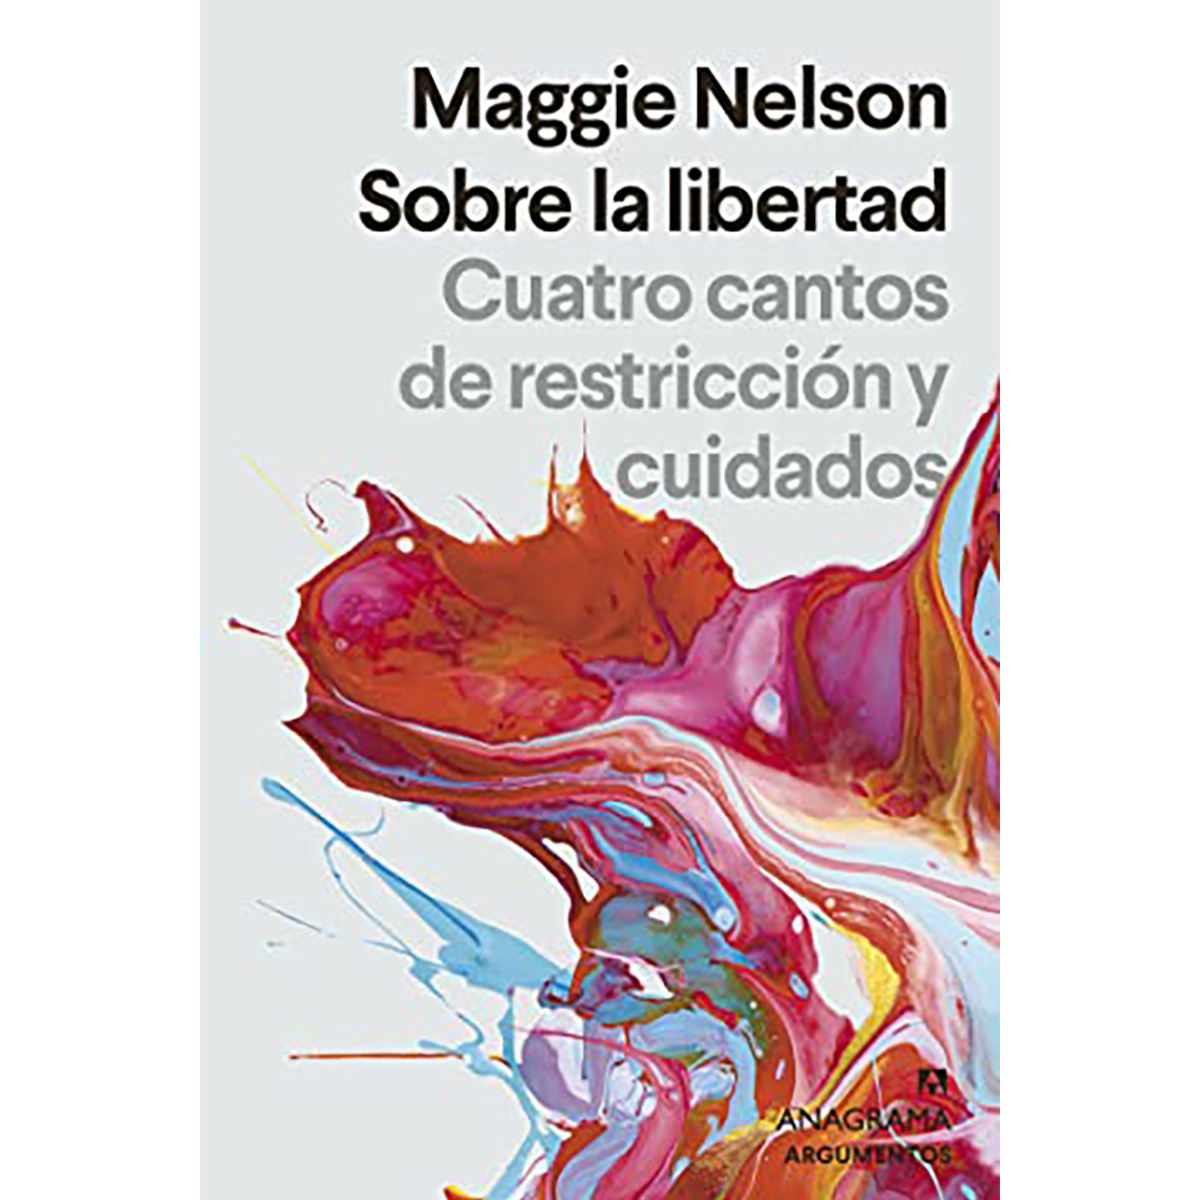 Maggie Nelson
Sobre la libertad
Cuatro cantos
de restricción y
cuidados
ANAGRAMA
ARGUMENTOS